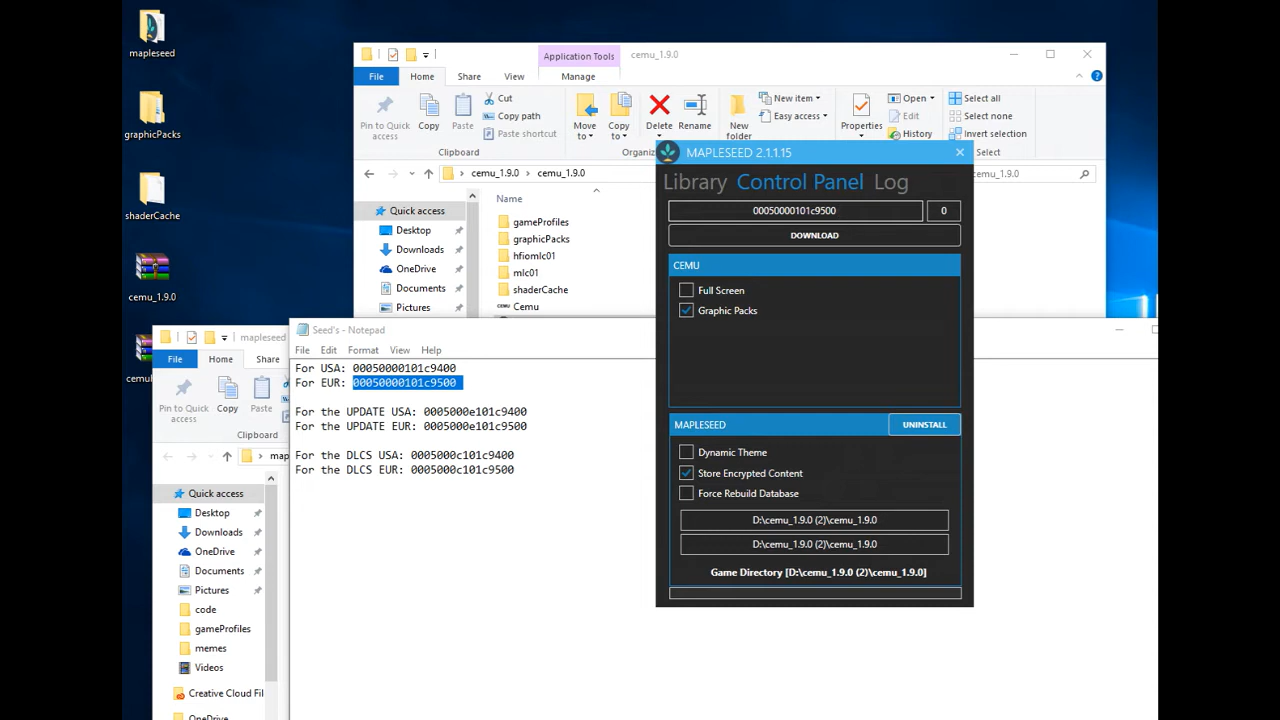 mapleseed
graphicPacks
shaderCache
cemu_1.9.0
Application Tools
cemu_1.9.0
File
Home
Share
View
Manage
Pin to Quick access
Copy
Paste
Cut
Copy path
Paste shortcut
Clipboard
Move to
Copy to
Delete
Rename
New folder
New item
Easy access
Properties
Open
Edit
History
Select all
Select none
Invert selection
Select
cemu_1.9.0
cemu_1.9.0
cemu_1.9.0
Quick access
Desktop
Downloads
OneDrive
Documents
Pictures
Name
gameProfiles
graphicPacks
hfiomlc01
mlc01
shaderCache
Cemu
MAPLESEED 2.1.1.15
Library
Control Panel
Log
00050000101c9500
0
DOWNLOAD
CEMU
Full Screen
Graphic Packs
MAPLESEED
UNINSTALL
Dynamic Theme
Store Encrypted Content
Force Rebuild Database
D:\cemu_1.9.0 (2)\cemu_1.9.0
D:\cemu_1.9.0 (2)\cemu_1.9.0
Game Directory [D:\cemu_1.9.0 (2)\cemu_1.9.0]
Seed's - Notepad
File
Edit
Format
View
Help
For USA: 00050000101c9400
For EUR: 00050000101c9500
For the UPDATE USA: 0005000e101c9400
For the UPDATE EUR: 0005000e101c9500
For the DLCS USA: 0005000c101c9400
For the DLCS EUR: 0005000c101c9500
mapleseed
File
Home
Share
Pin to Quick access
Copy
Paste
Clipboard
Quick access
Desktop
Downloads
OneDrive
Documents
Pictures
code
gameProfiles
memes
Videos
Creative Cloud Fil
OneDrive